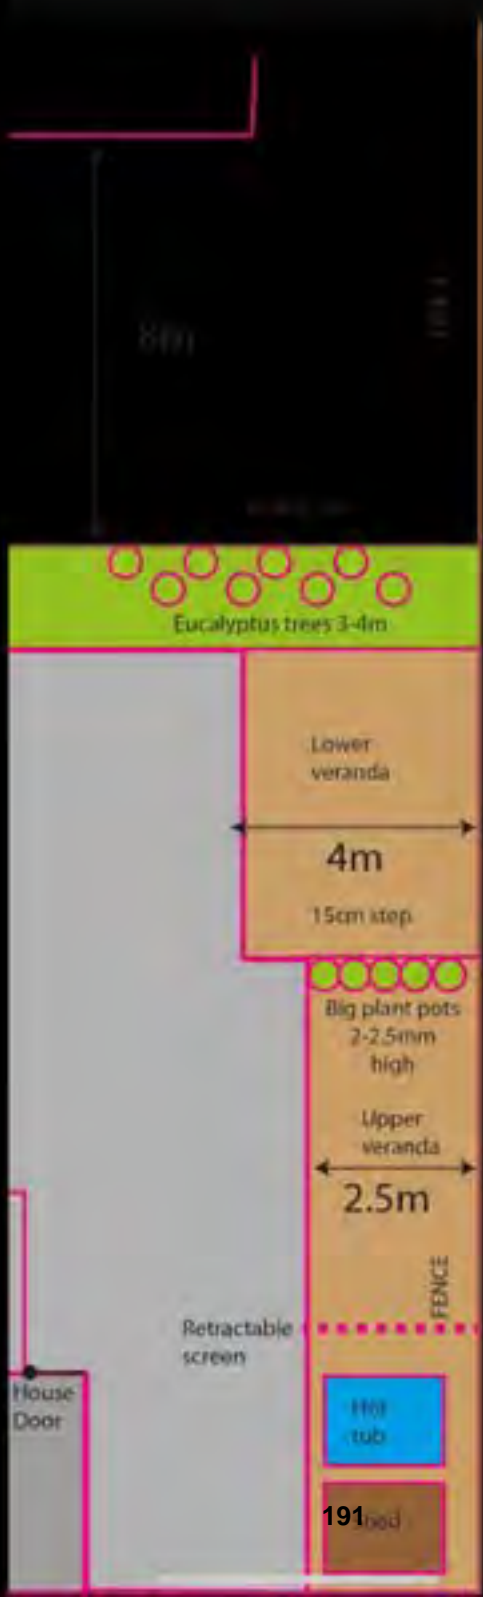 8m
Eucalyptus trees 3-4m
Lower
veranda
4m
15cm step
Big plant pots
2-2.5mm
high
Upper
veranda
2.5m
FENCE
Retractable
screen
House
Door
Hot
tub
191